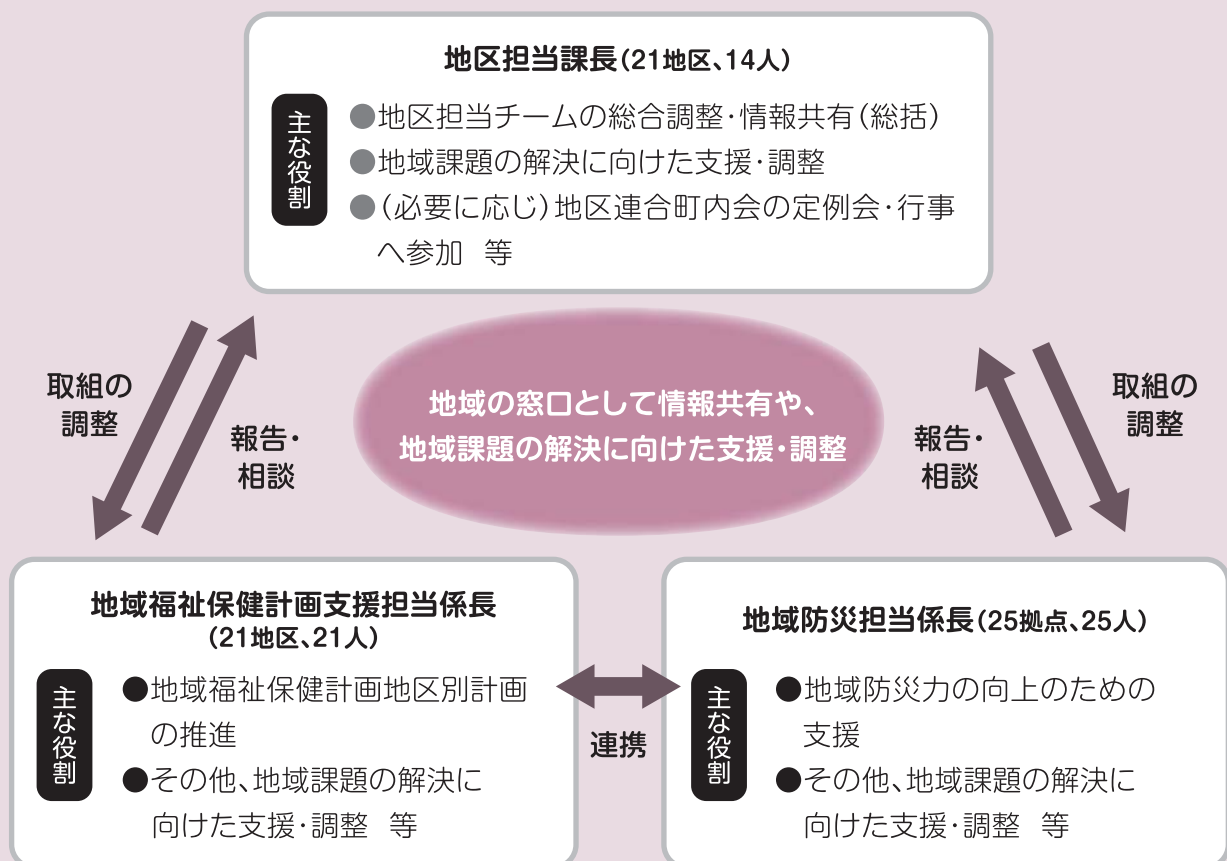 地区担当課長(21地区、14人)
主な役割
●地区担当チームの総合調整・情報共有(総括)
●地域課題の解決に向けた支援・調整
●(必要に応じ)地区連合町内会の定例会・行事
へ参加 等
取組の
調整
報告・
相談
地域の窓口として情報共有や、
地域課題の解決に向けた支援・調整
報告・
相談
取組の
調整
地域福祉保健計画支援担当係長
(21地区、21人)
主な役割
●地域福祉保健計画地区別計画
の推進
●その他、地域課題の解決に
向けた支援・調整 等
連携
地域防災担当係長(25拠点、25人)
主な役割
●地域防災力の向上のための
支援
●その他、地域課題の解決に
向けた支援・調整 等